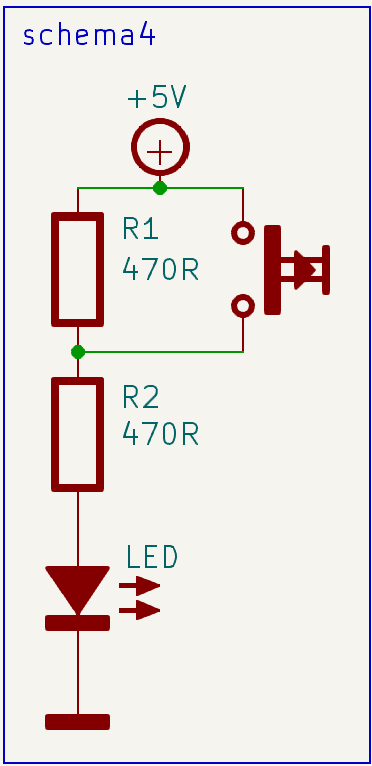 schema4
+5V
R1
470R
R2
470R
LED